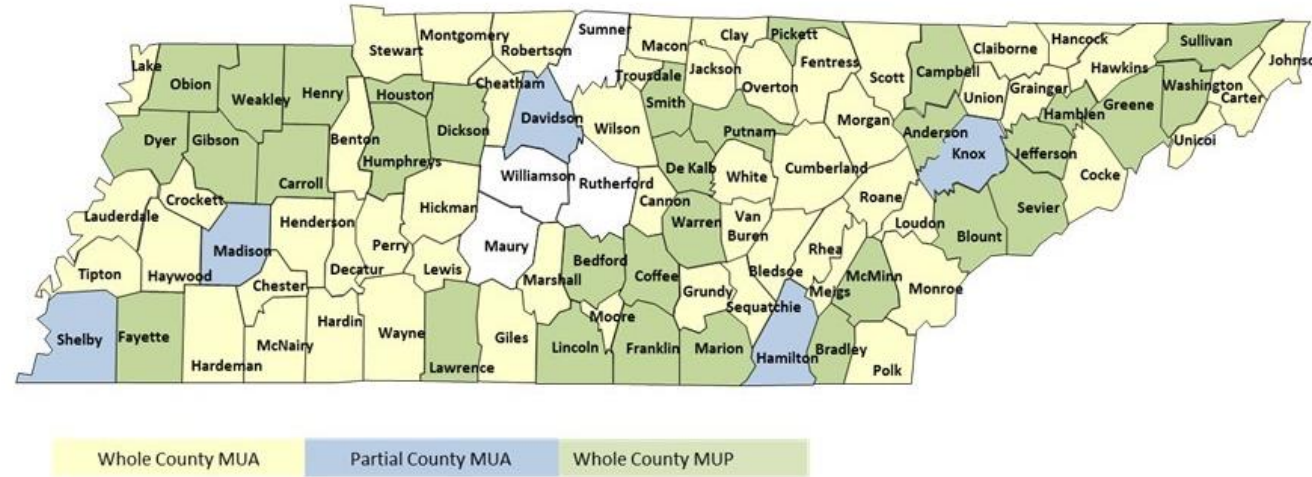 Lake
Obion
Weakley
Henry
Stewart
Montgomery
Robertson
Sumner
Macon
Clay
Pickett
Fentress
Scott
Campbell
Claiborne
Hancock
Hawkins
Sullivan
Johnso
Cheatham
Trousdale
Jackson
Overton
Union
Grainger
Washington
Carter
Houston
Smith
Hamblen
Greene
Unicoi
Dyer
Gibson
Benton
Dickson
Davidson
Wilson
Putnam
Morgan
Anderson
Knox
Jefferson
Cocke
Humphreys
De Kalb
White
Cumberland
Carroll
Williamson
Rutherford
Roane
Sevier
Crockett
Lauderdale
Henderson
Hickman
Cannon
Warren
Van
Buren
Loudon
Blount
Madison
Perry
Maury
Rhea
Tipton
Haywood
Decatur
Lewis
Marshall
Bedford
Coffee
Bledsoe
McMinn
Monroe
Chester
Grundy
Meigs
Sequatchie
Moore
Shelby
Fayette
Hardin
Wayne
Giles
McNairy
Lincoln
Franklin
Marion
Hamilton
Bradley
Hardeman
Lawrence
Polk
Whole County MUA
Partial County MUA
Whole County MUP